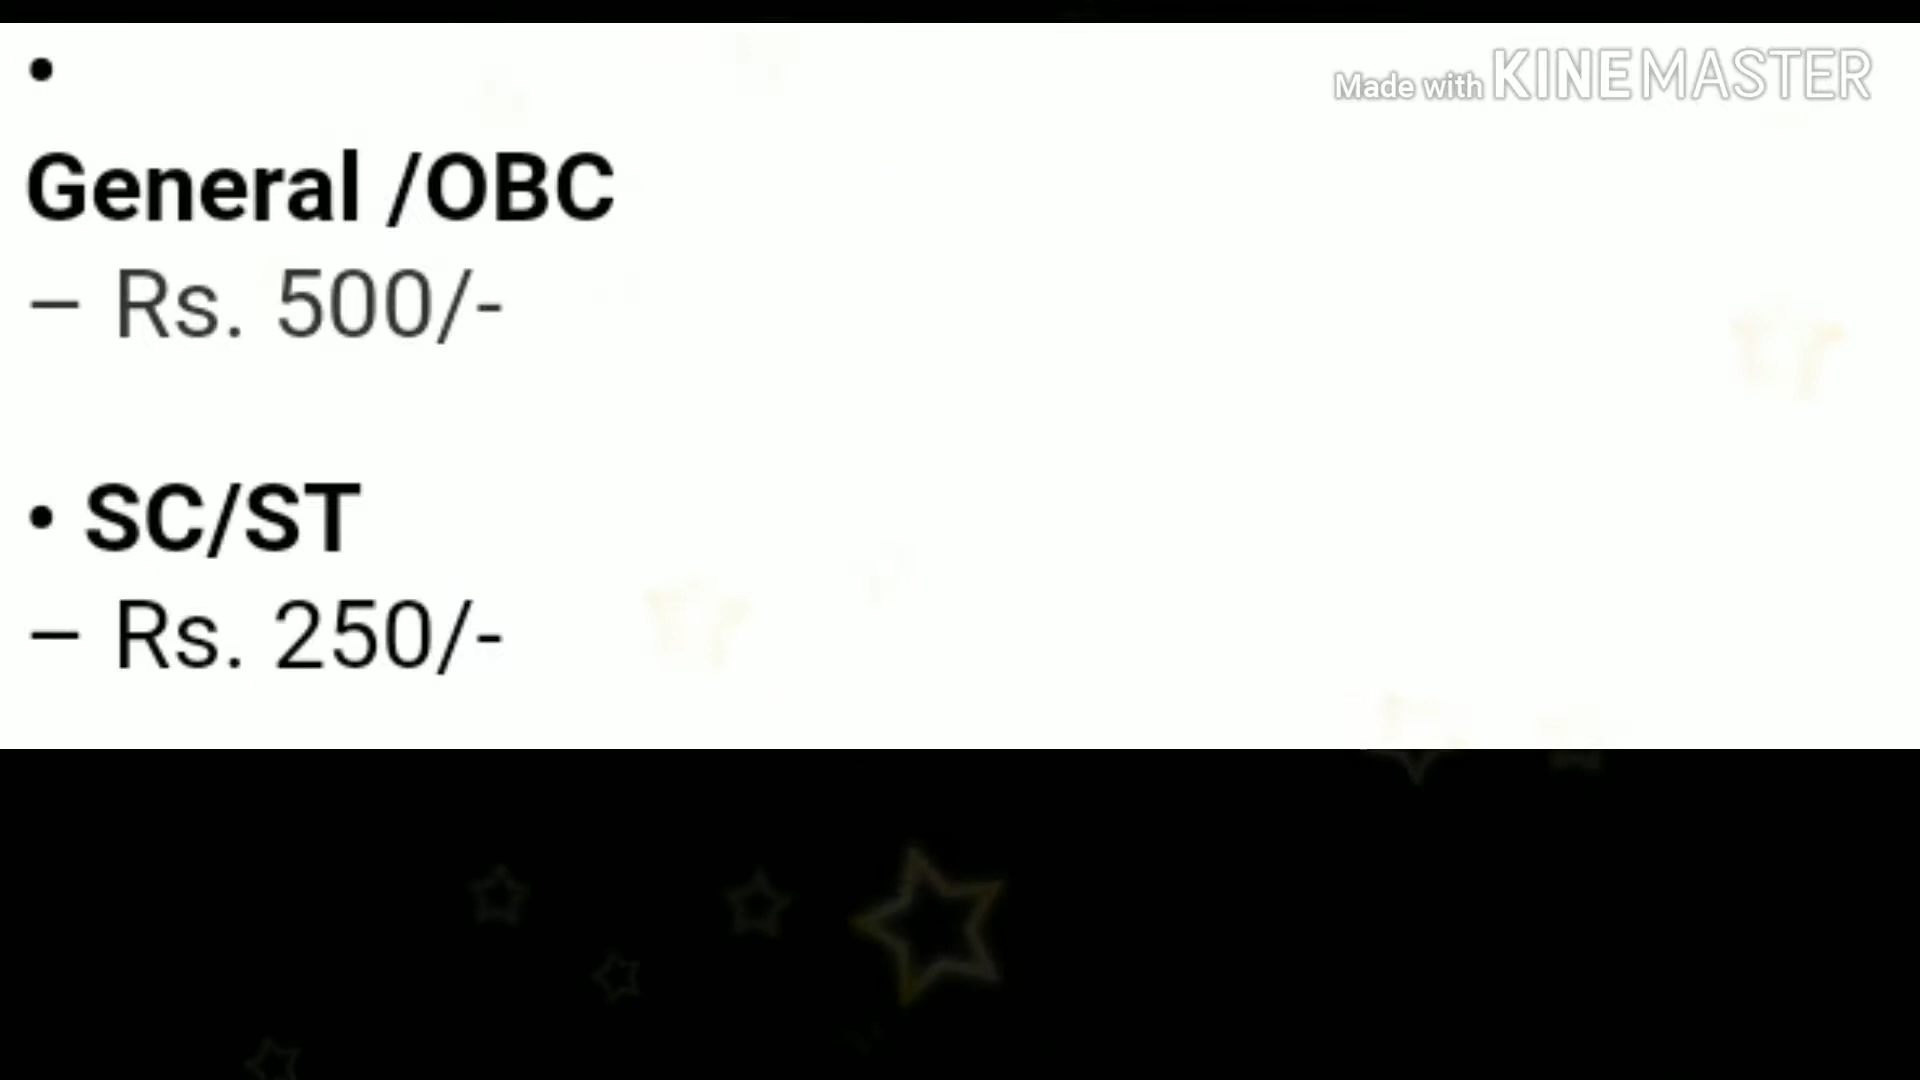 •
Made with KINEMASTER
General /OBC
– Rs. 500/-
• SC/ST
– Rs. 250/-